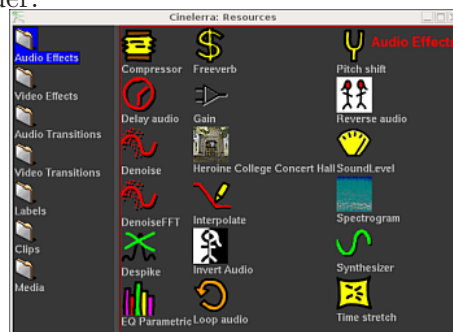 Cinelerra: Resources
Audio Effects
Video Effects
Audio Transitions
Video Transitions
Labels
Clips
Media
Audio Effects
Compressor Freeverb Pitch shift
Delay audio Gain Reverse audio
Denoise Heroine College Concert Hall SoundLevel
DenoiseFFT Interpolate Spectrogram
Despike Invert Audio Synthesizer
EQ Parametric Loop audio Time stretch